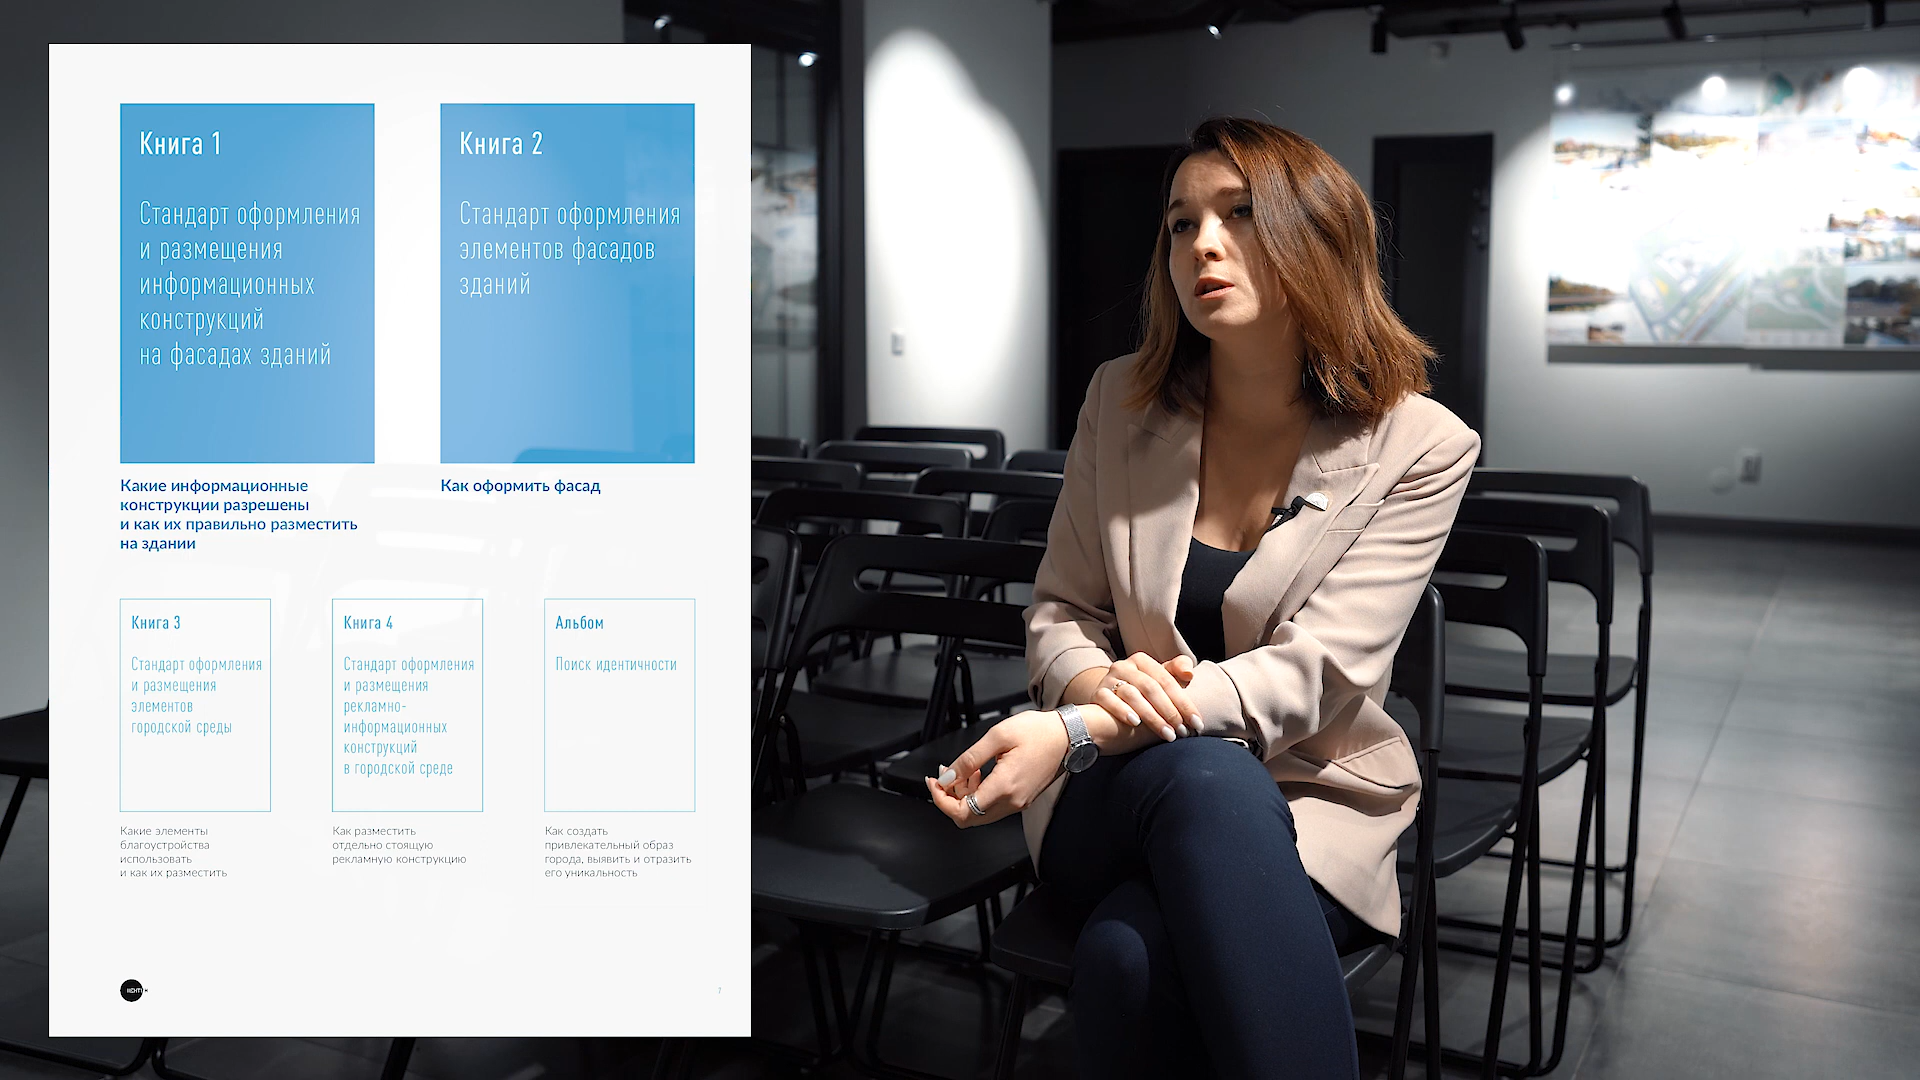 Книга 1
Стандарт оформления
и размещения
информационных
конструкций
на фасадах зданий
Какие информационные
конструкции разрешены
и как их правильно разместить
на здании
Книга 2
Стандарт оформления
элементов фасадов
зданий
Как оформить фасад
Книга 3
Стандарт оформления
и размещения
элементов
городской среды
Какие элементы
благоустройства
использовать
и как их разместить
Книга 4
Стандарт оформления
и размещения
рекламно-
информационных
конструкций
в городской среде
Как разместить
отдельно стоящую
рекламную конструкцию
Альбом
Поиск идентичности
Как создать
привлекательный образ
города, выявить и отразить
его уникальность
7